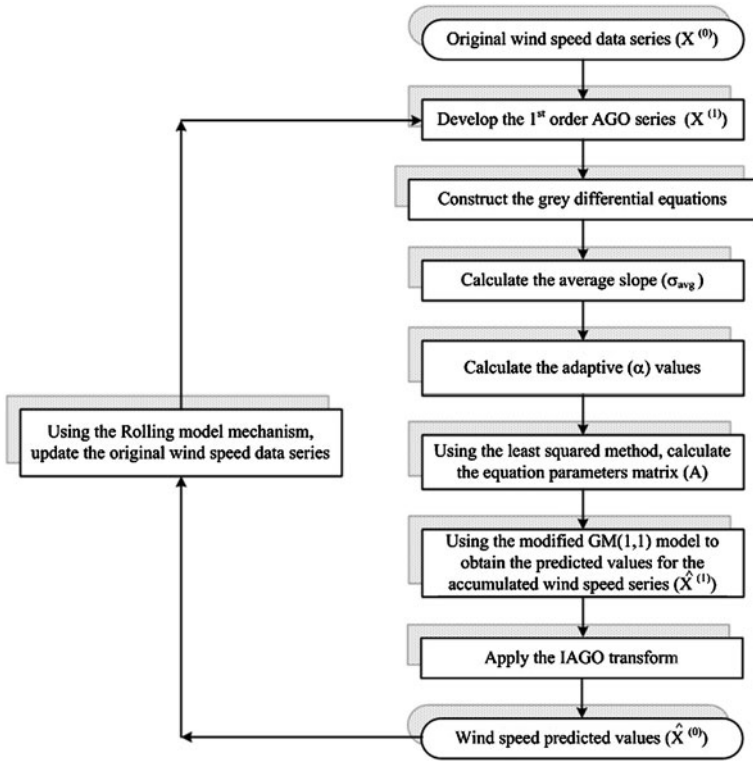 Original wind speed data series (X⁽⁰⁾)
Develop the 1ˢᵗ order AGO series (X⁽¹⁾)
Construct the grey differential equations
Calculate the average slope (σₐᵥg)
Calculate the adaptive (α) values
Using the least squared method, calculate
the equation parameters matrix (A)
Using the modified GM(1,1) model to
obtain the predicted values for the
accumulated wind speed series (X̂⁽¹⁾)
Apply the IAGO transform
Wind speed predicted values (X̂⁽⁰⁾)
Using the Rolling model mechanism,
update the original wind speed data series